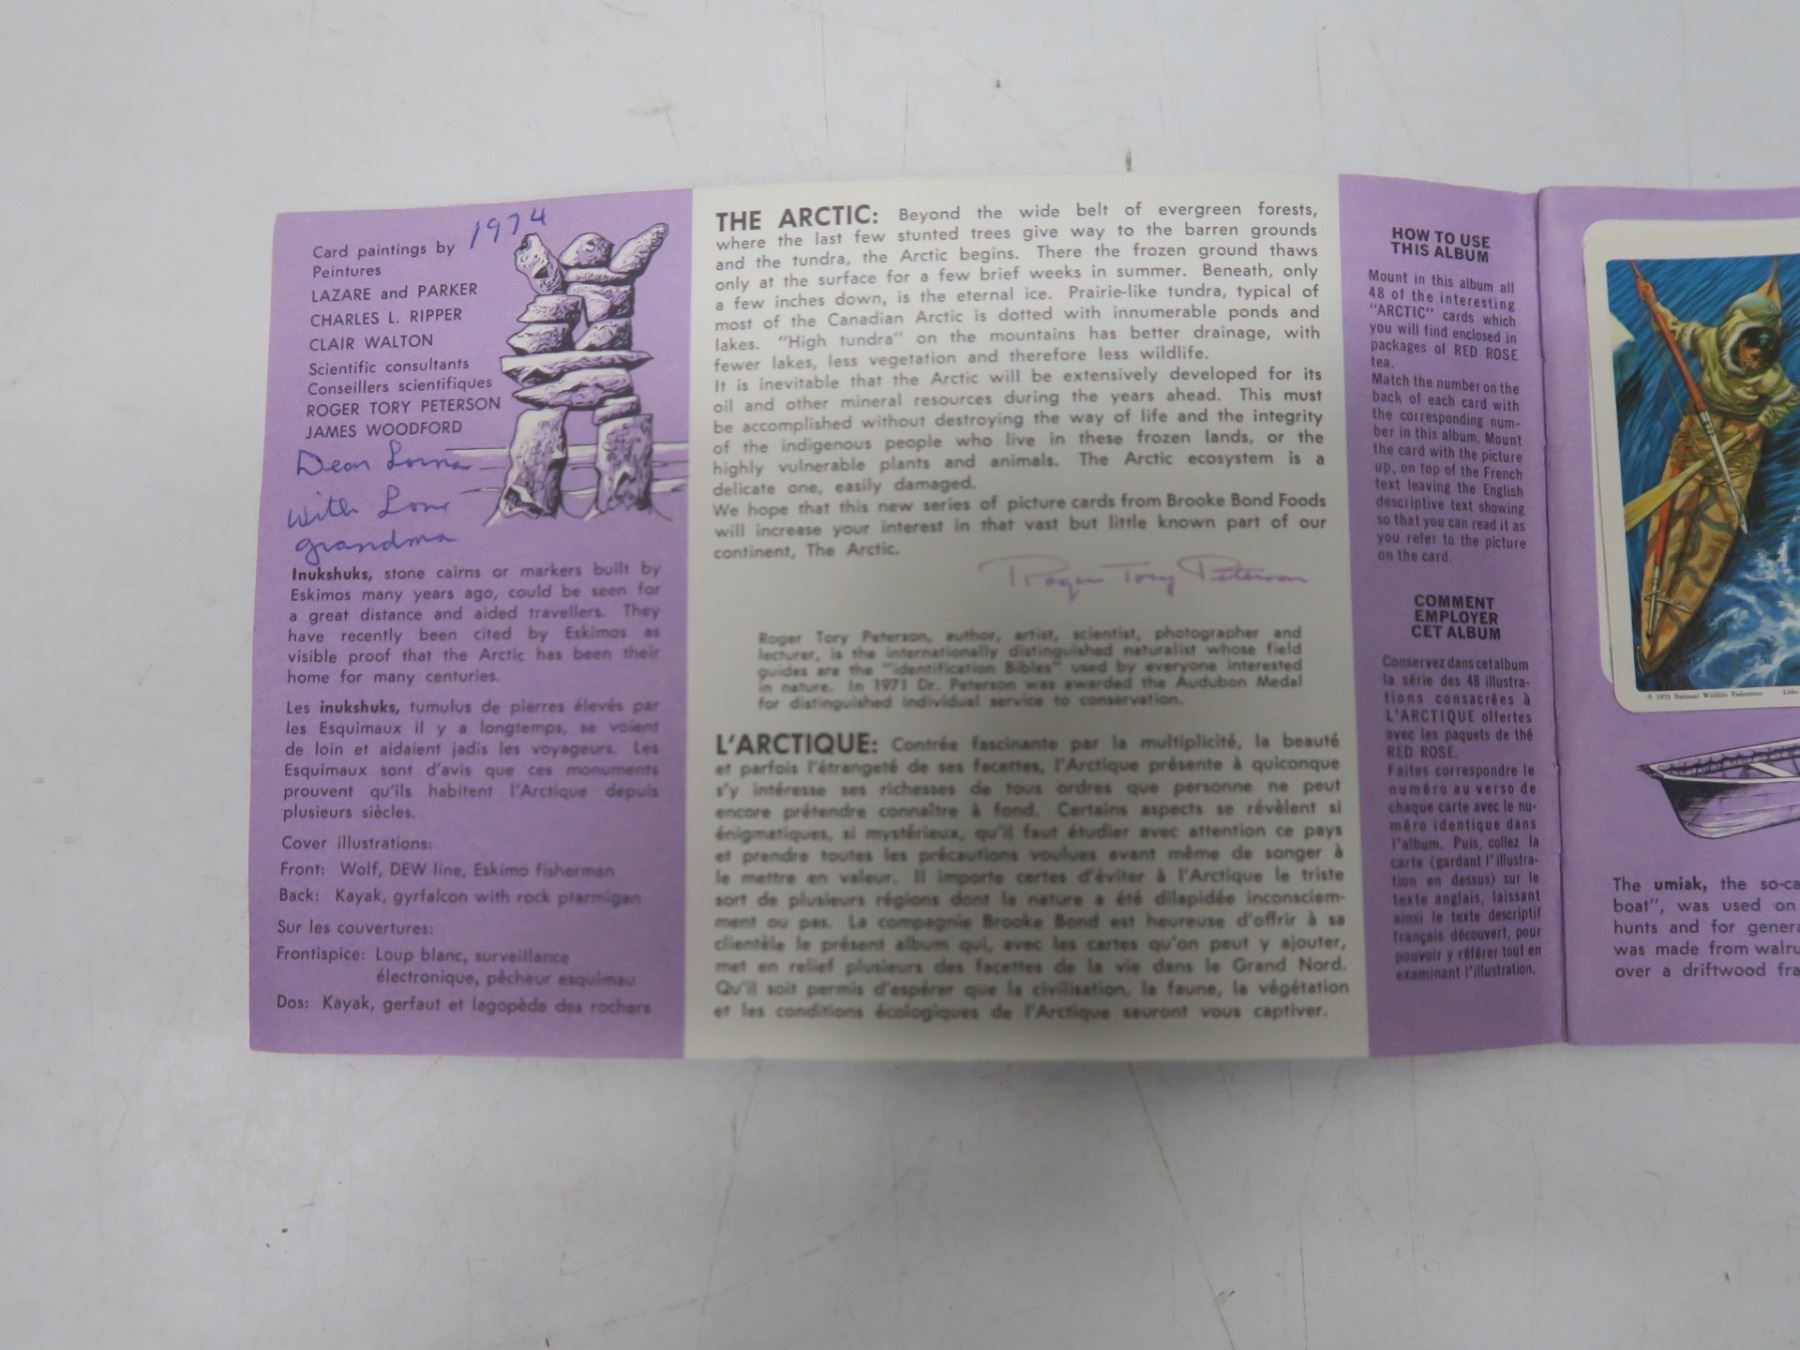 1974
Card paintings by
Peintures
LAZARE and PARKER
CHARLES L. RIPPER
CLAIR WALTON
Scientific consultants
Conseillers scientifiques
ROGER TORY PETERSON
JAMES WOODFORD
Dear Lorna
with Love
grandma
Inukshuks, stone cairns or markers built by
Eskimos many years ago, could be seen for
a great distance and aided travellers. They
have recently been cited by Eskimos as
visible proof that the Arctic has been their
home for many centuries.
Les inukshuks, tumulus de pierres élevés par
les Esquimaux il y a longtemps, se voient
de loin et aidaient jadis les voyageurs. Les
Esquimaux sont d'avis que ces monuments
prouvent qu'ils habitent l'Arctique depuis
plusieurs siècles.
Cover illustrations:
Front: Wolf, DEW line, Eskimo fisherman
Back: Kayak, gyrfalcon with rock ptarmigan
Sur les couvertures:
Frontispice: Loup blanc, surveillance
électronique, pêcheur esquimau
Dos: Kayak, gerfaut et lagopède des rochers
THE ARCTIC: Beyond the wide belt of evergreen forests,
where the last few stunted trees give way to the barren grounds
and the tundra, the Arctic begins. There the frozen ground thaws
only at the surface for a few brief weeks in summer. Beneath, only
a few inches down, is the eternal ice. Prairie-like tundra, typical of
most of the Canadian Arctic is dotted with innumerable ponds and
lakes. "High tundra" on the mountains has better drainage, with
fewer lakes, less vegetation and therefore less wildlife.
It is inevitable that the Arctic will be extensively developed for its
oil and other mineral resources during the years ahead. This must
be accomplished without destroying the way of life and the integrity
of the indigenous people who live in these frozen lands, or the
highly vulnerable plants and animals. The Arctic ecosystem is a
delicate one, easily damaged.
We hope that this new series of picture cards from Brooke Bond Foods
will increase your interest in that vast but little known part of our
continent, The Arctic.
Roger Tory Peterson
Roger Tory Peterson, author, artist, scientist, photographer and
lecturer, is the internationally distinguished naturalist whose field
guides are the "identification Bibles" used by everyone interested
in nature. In 1971 Dr. Peterson was awarded the Audubon Medal
for distinguished individual service to conservation.
L'ARCTIQUE: Contrée fascinante par la multiplicité, la beauté
et parfois l'étrangeté de ses facettes, l'Arctique présente à quiconque
s'y intéresse ses richesses de tous ordres que personne ne peut
encore prétendre connaître à fond. Certains aspects se révèlent si
énigmatiques, si mystérieux, qu'il faut étudier avec attention ce pays
et prendre toutes les précautions voulues avant même de songer à
le mettre en valeur. Il importe certes d'éviter à l'Arctique le triste
sort de plusieurs régions dont la nature a été dilapidée inconsciem-
ment ou pas. La compagnie Brooke Bond est heureuse d'offrir à sa
clientèle le présent album qui, avec les cartes qu'on peut y ajouter,
met en relief plusieurs des facettes de la vie dans le Grand Nord.
Qu'il soit permis d'espérer que la civilisation, la faune, la végétation
et les conditions écologiques de l'Arctique sauront vous captiver.
HOW TO USE
THIS ALBUM
Mount in this album all
48 of the interesting
"ARCTIC" cards which
you will find enclosed in
packages of RED ROSE
tea.
Match the number on the
back of each card with
the corresponding num-
ber in this album. Mount
the card with the picture
up, on top of the French
text leaving the English
descriptive text showing
so that you can read it as
you refer to the picture
on the card.
COMMENT
EMPLOYER
CET ALBUM
Conservez dans cet album
la série des 48 illustra-
tions consacrées à
L'ARCTIQUE offertes
avec les paquets de thé
RED ROSE.
Faites correspondre le
numéro au verso de
chaque carte avec le nu-
méro identique dans
l'album. Puis, collez la
carte (gardant l'illustra-
tion en dessus) sur le
texte anglais, laissant
ainsi le texte descriptif
français découvert, pour
pouvoir y référer tout en
examinant l'illustration.
© 1973 National Wildlife Federation Litho
The umiak, the so-ca
boat", was used on
hunts and for genera
was made from walru
over a driftwood fra